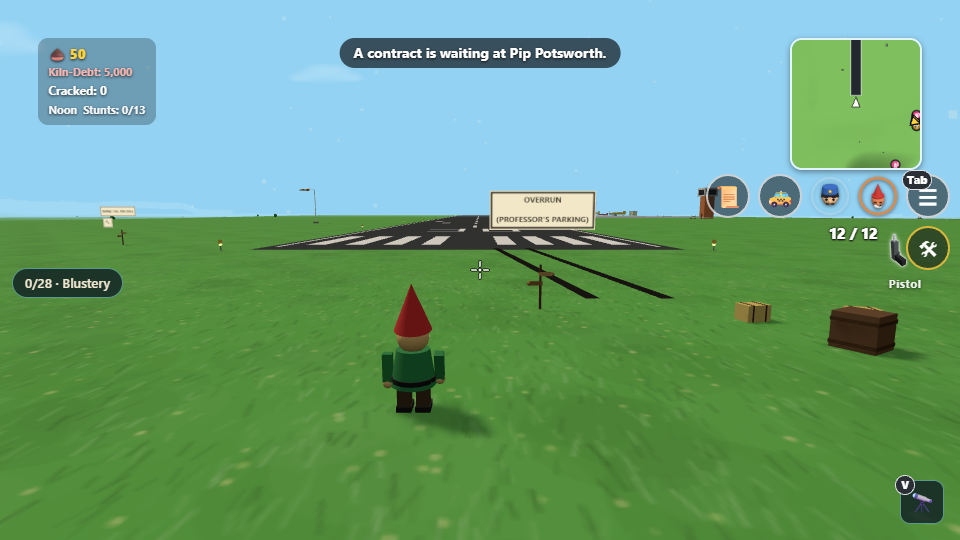 50
Kiln-Debt: 5,000
Cracked: 0
Noon Stunts: 0/13
A contract is waiting at Pip Potsworth.
Tab
12 / 12
Pistol
OVERRUN
(PROFESSOR'S PARKING)
0/28 · Blustery
V